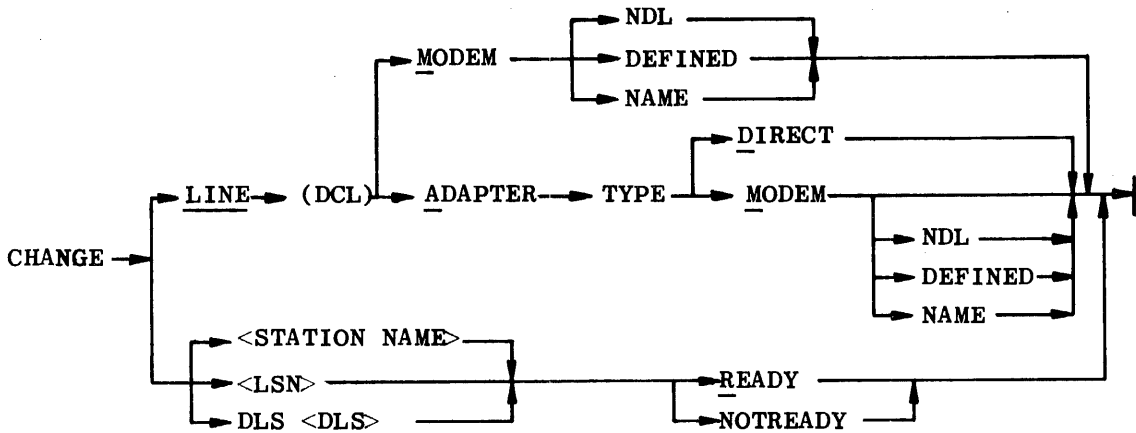 NDL
MODEM DEFINED
NAME
DIRECT
LINE (DCL) ADAPTER TYPE MODEM
NDL
CHANGE
DEFINED
NAME
<STATION NAME>
<LSN> READY
DLS <DLS> NOTREADY